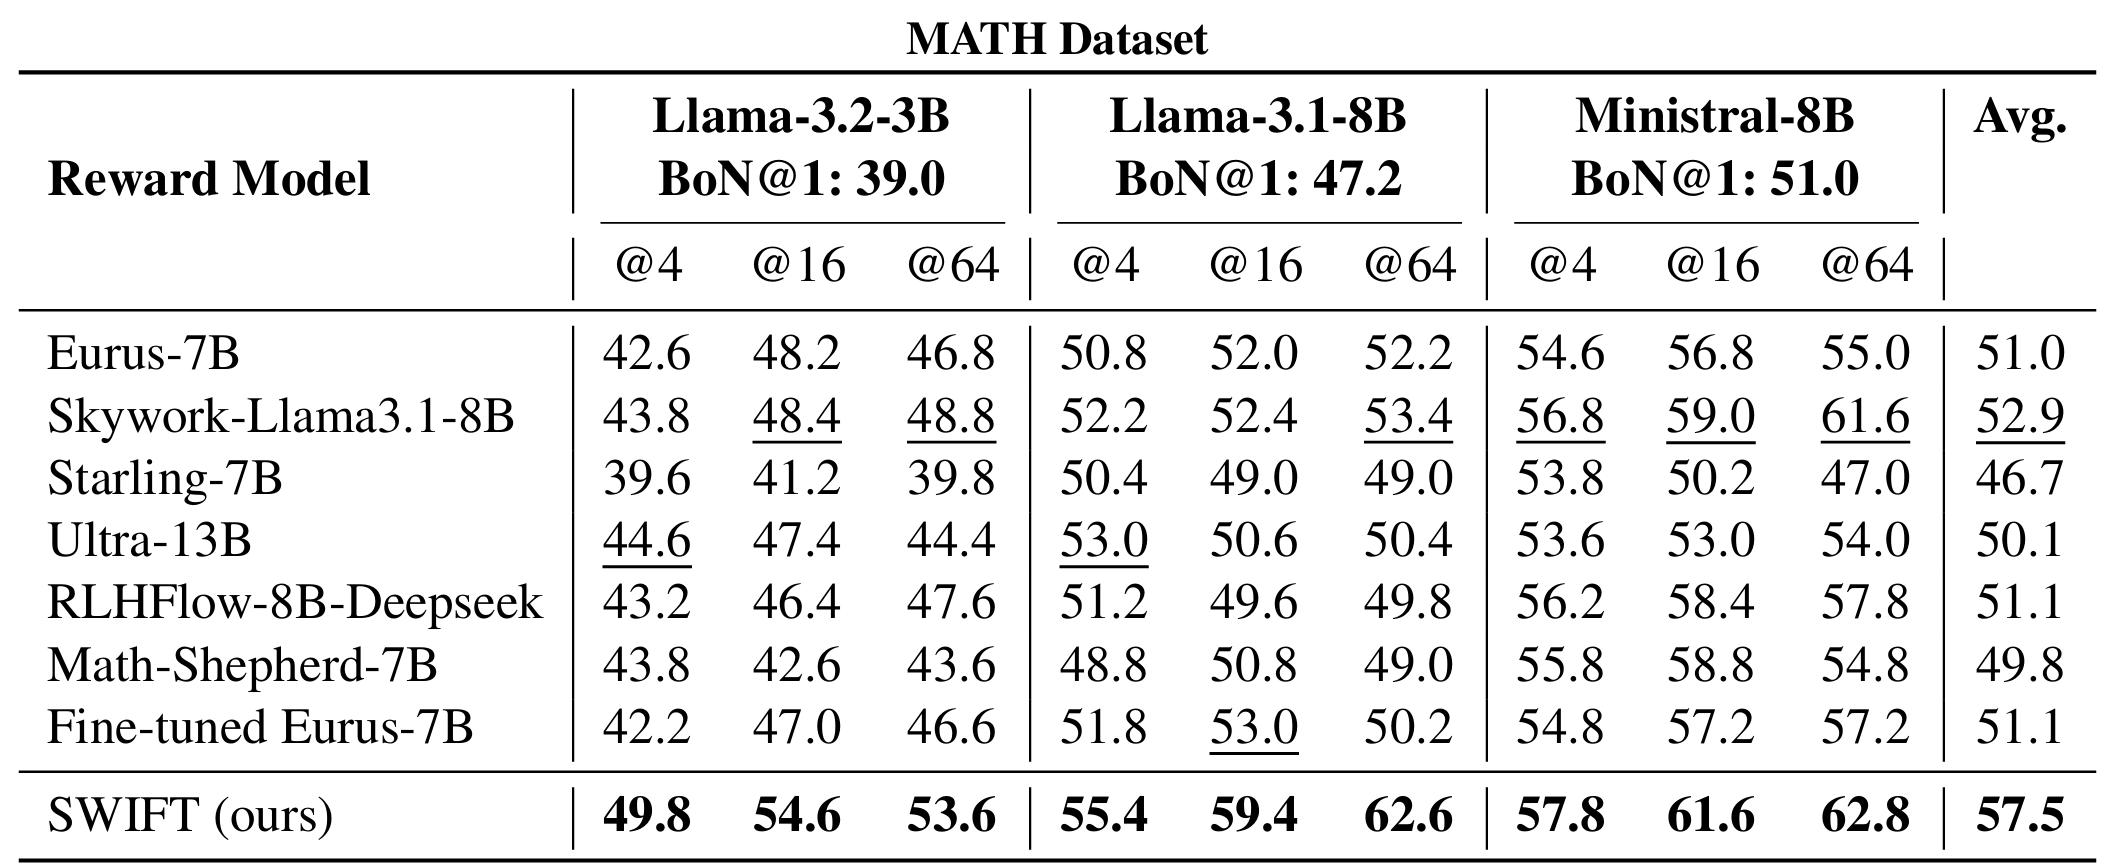 MATH Dataset
Llama-3.2-3B Llama-3.1-8B Ministral-8B Avg.
Reward Model BoN@1: 39.0 BoN@1: 47.2 BoN@1: 51.0
@4 @16 @64 @4 @16 @64 @4 @16 @64
Eurus-7B 42.6 48.2 46.8 50.8 52.0 52.2 54.6 56.8 55.0 51.0
Skywork-Llama3.1-8B 43.8 48.4 48.8 52.2 52.4 53.4 56.8 59.0 61.6 52.9
Starling-7B 39.6 41.2 39.8 50.4 49.0 49.0 53.8 50.2 47.0 46.7
Ultra-13B 44.6 47.4 44.4 53.0 50.6 50.4 53.6 53.0 54.0 50.1
RLHFlow-8B-Deepseek 43.2 46.4 47.6 51.2 49.6 49.8 56.2 58.4 57.8 51.1
Math-Shepherd-7B 43.8 42.6 43.6 48.8 50.8 49.0 55.8 58.8 54.8 49.8
Fine-tuned Eurus-7B 42.2 47.0 46.6 51.8 53.0 50.2 54.8 57.2 57.2 51.1
SWIFT (ours) 49.8 54.6 53.6 55.4 59.4 62.6 57.8 61.6 62.8 57.5